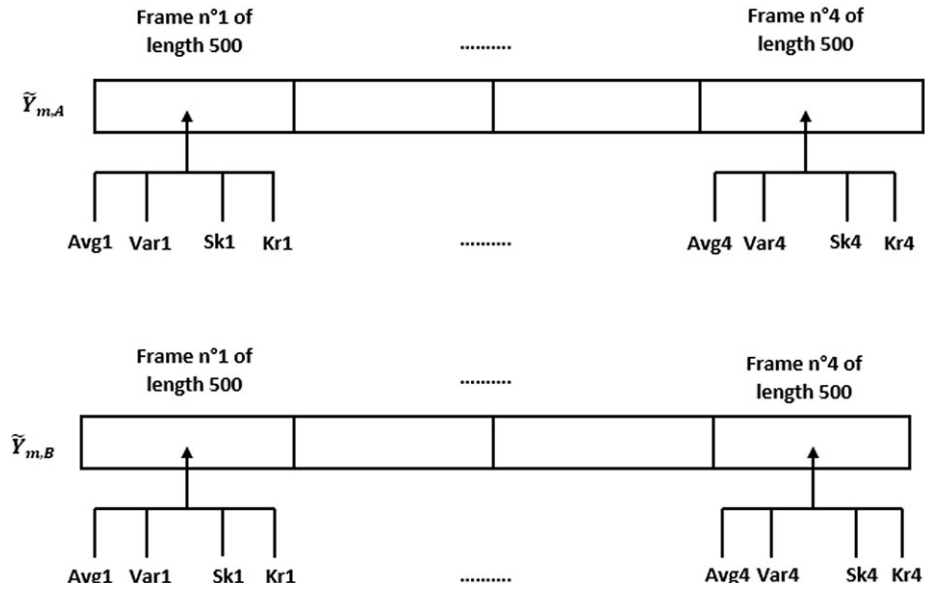 Frame n°1 of
length 500
..........
Frame n°4 of
length 500
Ỹm,A
Avg1 Var1 Sk1 Kr1
..........
Avg4 Var4 Sk4 Kr4
Frame n°1 of
length 500
..........
Frame n°4 of
length 500
Ỹm,B
Avg1 Var1 Sk1 Kr1
..........
Avg4 Var4 Sk4 Kr4